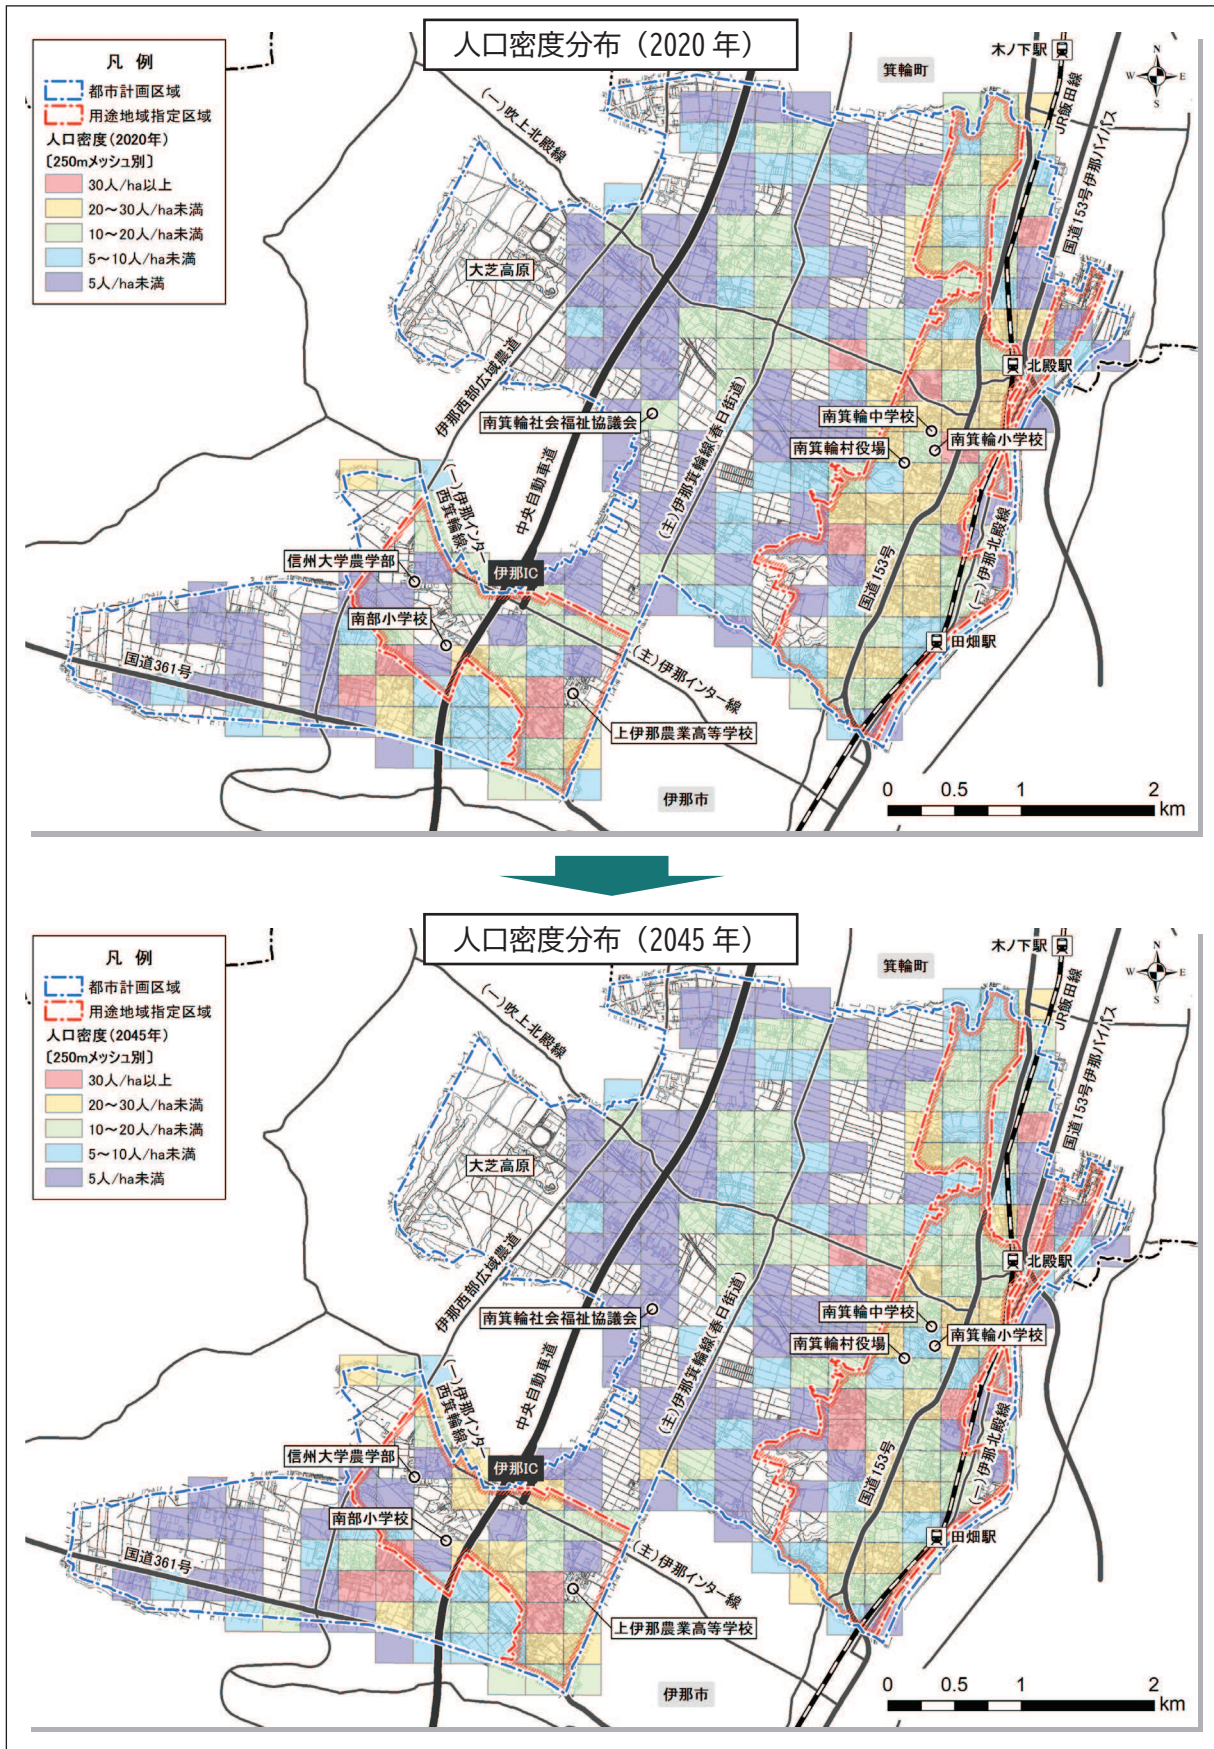 人口密度分布（2020 年）
凡 例
都市計画区域
用途地域指定区域
人口密度(2020年)
〔250mメッシュ別〕
30人/ha以上
20～30人/ha未満
10～20人/ha未満
5～10人/ha未満
5人/ha未満
木ノ下駅
箕輪町
N
W
E
S
JR飯田線
国道153号伊那バイパス
(一)吹上北殿線
大芝高原
伊那西部広域農道
北殿駅
南箕輪社会福祉協議会
(主)伊那箕輪線(春日街道)
南箕輪中学校
南箕輪小学校
南箕輪村役場
中央自動車道
(一)伊那インター
西箕輪線
信州大学農学部
伊那IC
国道153号
(一)伊那北殿線
南部小学校
田畑駅
国道361号
(主)伊那インター線
上伊那農業高等学校
伊那市
0 0.5 1 2
km
人口密度分布（2045 年）
凡 例
都市計画区域
用途地域指定区域
人口密度(2045年)
〔250mメッシュ別〕
30人/ha以上
20～30人/ha未満
10～20人/ha未満
5～10人/ha未満
5人/ha未満
木ノ下駅
箕輪町
N
W
E
S
JR飯田線
国道153号伊那バイパス
(一)吹上北殿線
大芝高原
伊那西部広域農道
北殿駅
南箕輪社会福祉協議会
(主)伊那箕輪線(春日街道)
南箕輪中学校
南箕輪小学校
南箕輪村役場
中央自動車道
(一)伊那インター
西箕輪線
信州大学農学部
伊那IC
国道153号
(一)伊那北殿線
南部小学校
田畑駅
国道361号
(主)伊那インター線
上伊那農業高等学校
伊那市
0 0.5 1 2
km